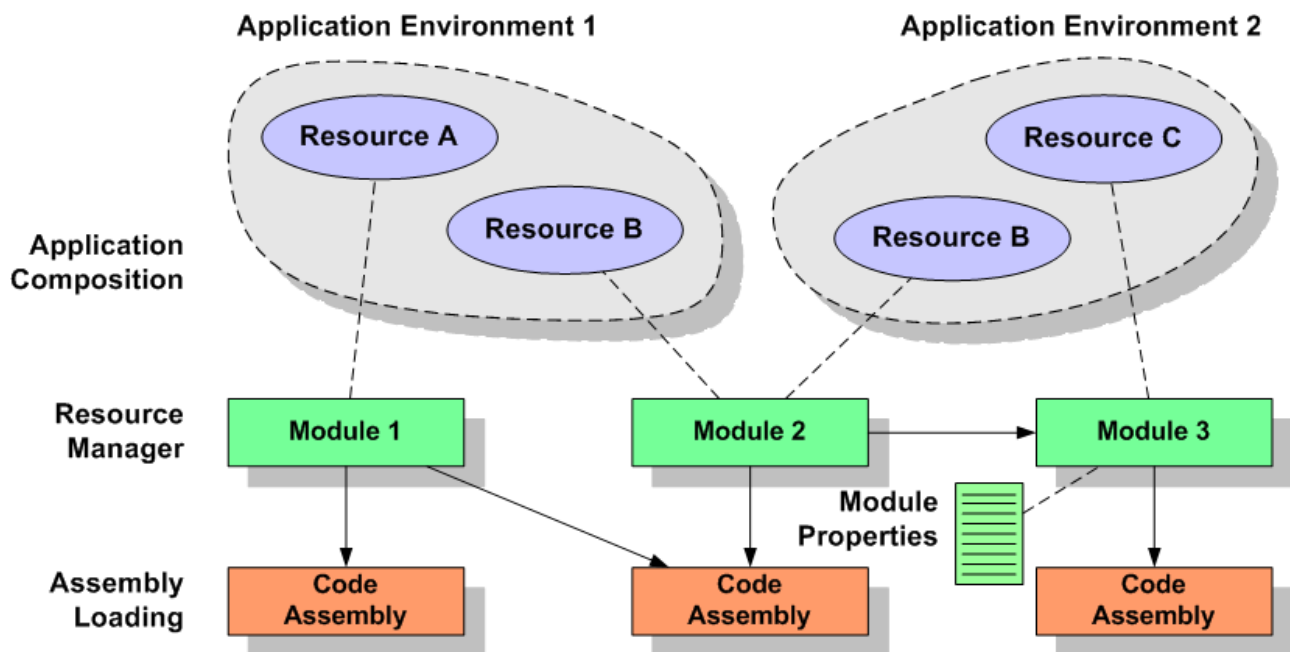 Application Environment 1
Application Environment 2
Resource A
Resource C
Resource B
Resource B
Application
Composition
Resource
Manager
Module 1
Module 2
Module 3
Module
Properties
Assembly
Loading
Code
Assembly
Code
Assembly
Code
Assembly